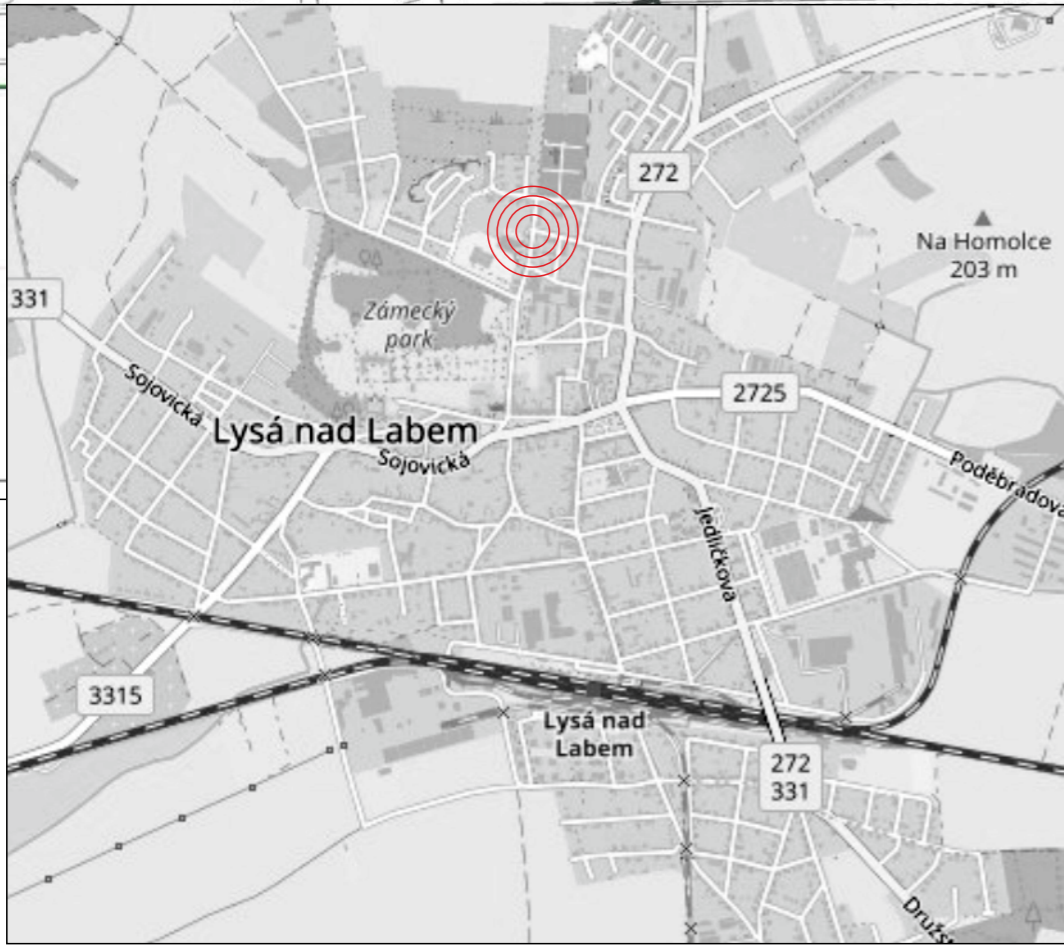 272
Na Homolce
203 m
331
Zámecký
park
Sojovická
2725
Lysá nad Labem
Sojovická
Poděbradova
Jedličkova
3315
Lysá nad
Labem
272
331